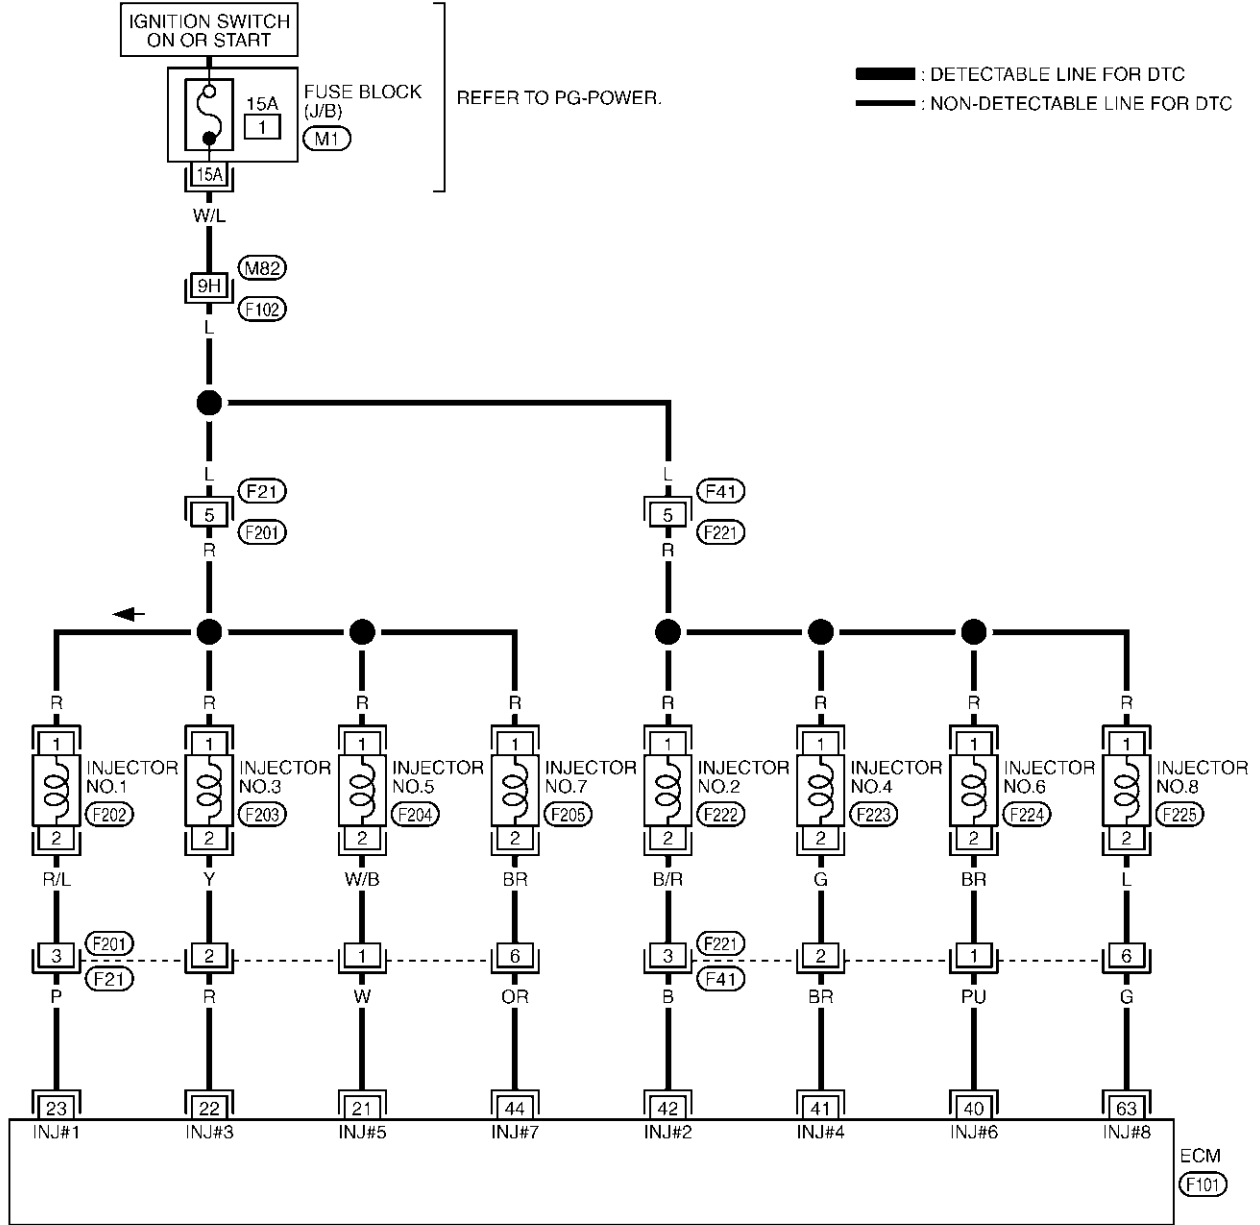 IGNITION SWITCH
ON OR START
15A
1
FUSE BLOCK
(J/B)
M1
REFER TO PG-POWER.
: DETECTABLE LINE FOR DTC
: NON-DETECTABLE LINE FOR DTC
15A
W/L
9H
M82
F102
L
L
L
5
F21
F201
5
F41
F221
R
R
R
R
R
R
R
R
R
R
1
1
1
1
1
1
1
1
INJECTOR
NO.1
F202
INJECTOR
NO.3
F203
INJECTOR
NO.5
F204
INJECTOR
NO.7
F205
INJECTOR
NO.2
F222
INJECTOR
NO.4
F223
INJECTOR
NO.6
F224
INJECTOR
NO.8
F225
2
2
2
2
2
2
2
2
R/L
Y
W/B
BR
B/R
G
BR
L
3
F201
F21
2
1
6
3
F221
F41
2
1
6
P
R
W
OR
B
BR
PU
G
23
22
21
44
42
41
40
63
INJ#1
INJ#3
INJ#5
INJ#7
INJ#2
INJ#4
INJ#6
INJ#8
ECM
F101